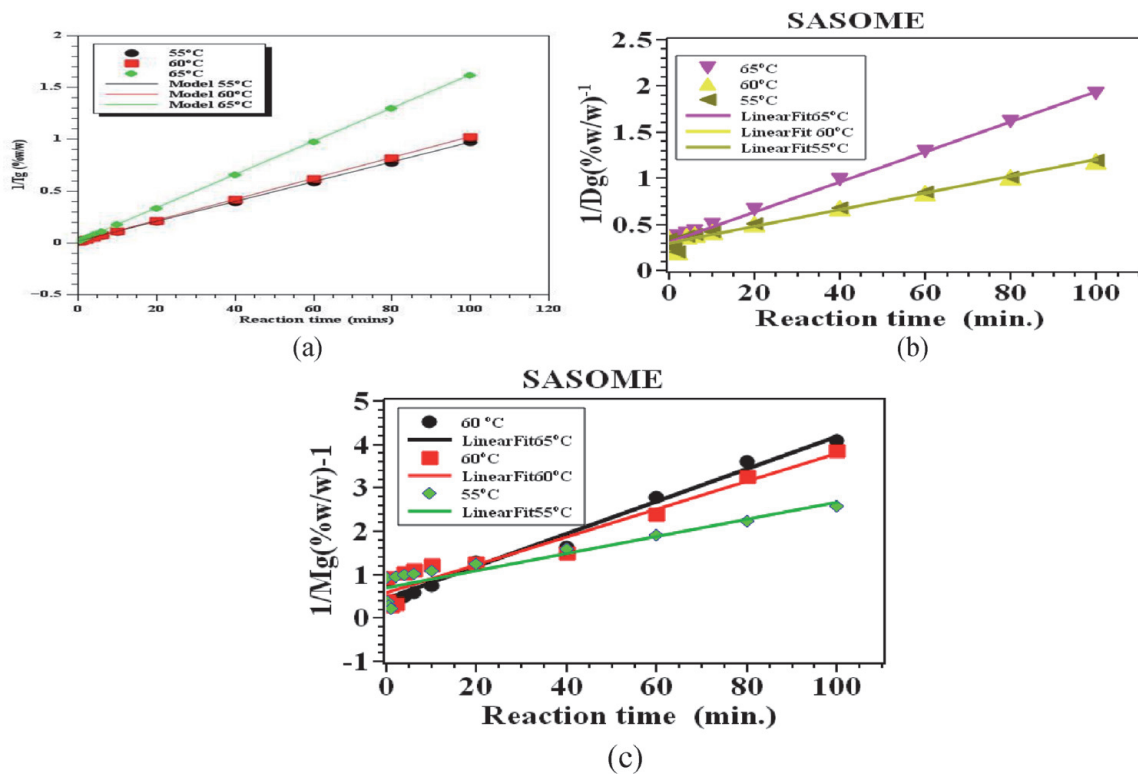 2
1.5
1
0.5
0
−0.5
1/Tg (%w/w)
55°C
60°C
65°C
Model 55°C
Model 60°C
Model 65°C
0 20 40 60 80 100 120
Reaction time (mins)
(a)
SASOME
2.5
2
1.5
1
0.5
0
1/Dg(%w/w)-1
65°C
60°C
55°C
LinearFit65°C
LinearFit 60°C
LinearFit55°C
0 20 40 60 80 100
Reaction time (min.)
(b)
SASOME
5
4
3
2
1
0
-1
1/Mg(%w/w)-1
60 °C
LinearFit65°C
60°C
LinearFit60°C
55°C
LinearFit55°C
0 20 40 60 80 100
Reaction time (min.)
(c)